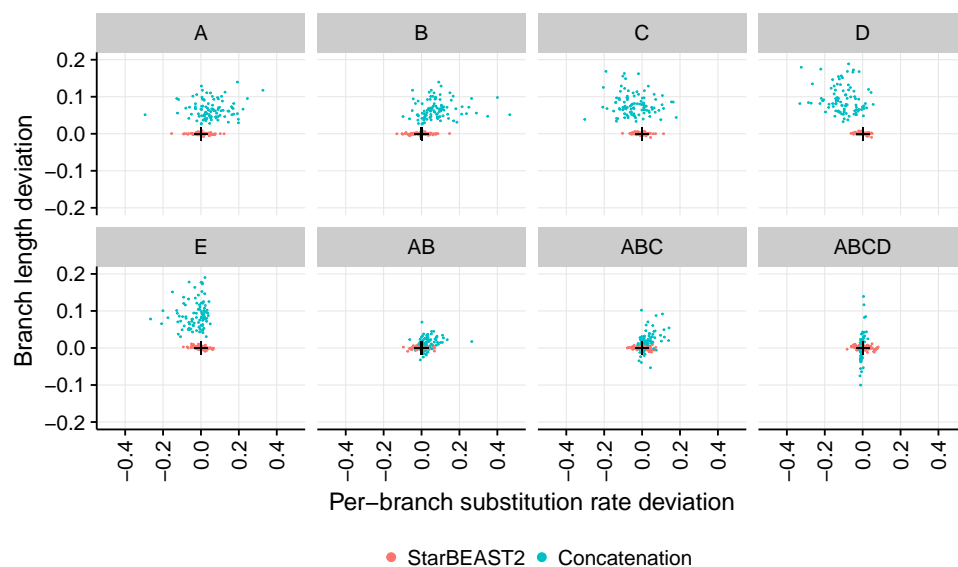 A B C D
0.2
0.1
0.0
−0.1
−0.2
E AB ABC ABCD
0.2
0.1
0.0
−0.1
−0.2
Branch length deviation
−0.4 −0.2 0.0 0.2 0.4 −0.4 −0.2 0.0 0.2 0.4 −0.4 −0.2 0.0 0.2 0.4 −0.4 −0.2 0.0 0.2 0.4
Per−branch substitution rate deviation
StarBEAST2 Concatenation